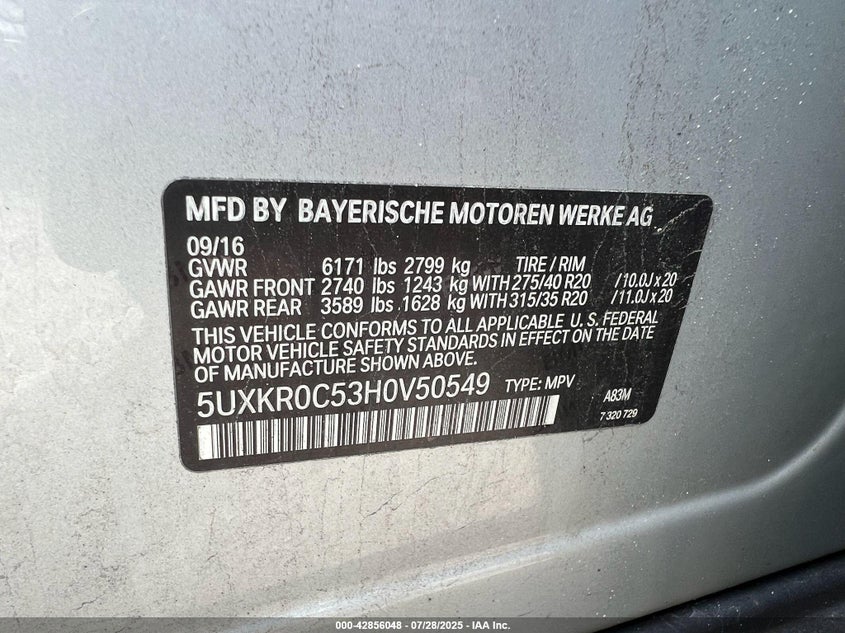 MFD BY BAYERISCHE MOTOREN WERKE AG
09/16
GVWR 6171 lbs 2799 kg TIRE / RIM
GAWR FRONT 2740 lbs 1243 kg WITH 275/40 R20 / 10.0J x 20
GAWR REAR 3589 lbs 1628 kg WITH 315/35 R20 / 11.0J x 20
THIS VEHICLE CONFORMS TO ALL APPLICABLE U. S. FEDERAL
MOTOR VEHICLE SAFETY STANDARDS IN EFFECT ON THE DATE
OF MANUFACTURE SHOWN ABOVE.
5UXKR0C53H0V50549 TYPE: MPV A83M
7 320 729
000-42856048 - 07/28/2025 - IAA Inc.